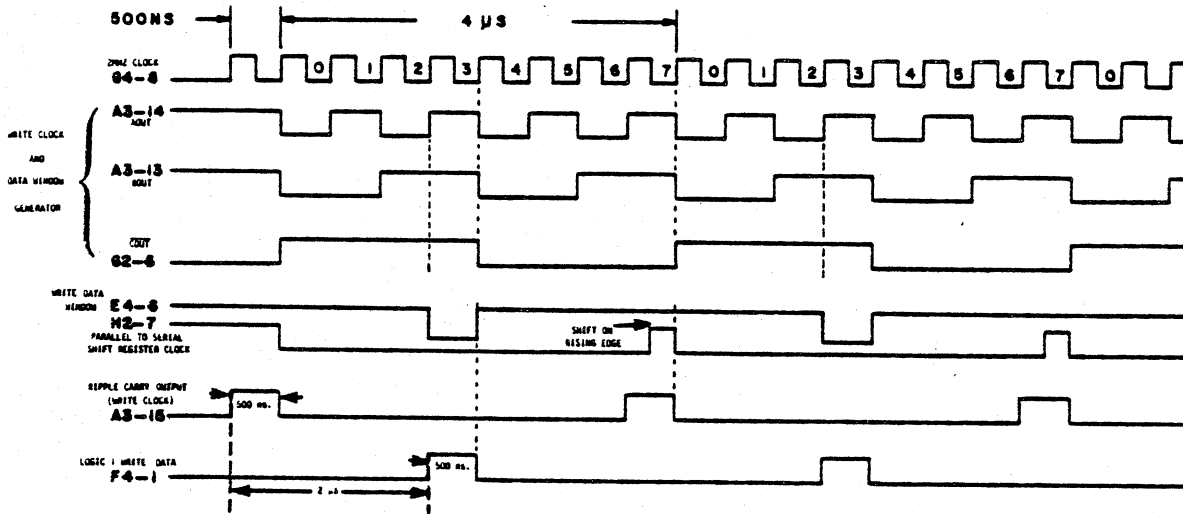 500NS 4 µS
2MHZ CLOCK
G4-8
0 1 2 3 4 5 6 7 0 1 2 3 4 5 6 7 0
A3-14
AOUT
WRITE CLOCK
AND
DATA WINDOW
GENERATOR
A3-13
BOUT
COUT
G2-6
WRITE DATA
WINDOW
E4-6
H2-7
PARALLEL TO SERIAL
SHIFT REGISTER CLOCK
SHIFT ON
RISING EDGE
RIPPLE CARRY OUTPUT
(WRITE CLOCK)
A3-15
500 ns.
LOGIC 1 WRITE DATA
F4-1
500 ns.
2 µs